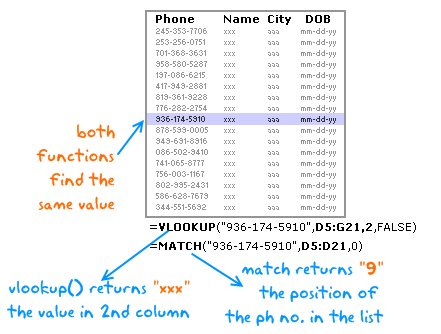 Phone Name City DOB
245-353-7706 xxx aaa mm-dd-yy
253-256-0751 xxx aaa mm-dd-yy
701-368-3631 xxx aaa mm-dd-yy
958-580-5287 xxx aaa mm-dd-yy
197-086-6215 xxx aaa mm-dd-yy
417-949-2881 xxx aaa mm-dd-yy
819-361-9228 xxx aaa mm-dd-yy
776-282-2754 xxx aaa mm-dd-yy
936-174-5910 xxx aaa mm-dd-yy
878-599-0005 xxx aaa mm-dd-yy
949-691-8916 xxx aaa mm-dd-yy
086-502-9410 xxx aaa mm-dd-yy
741-065-8777 xxx aaa mm-dd-yy
756-003-1167 xxx aaa mm-dd-yy
802-995-2431 xxx aaa mm-dd-yy
586-628-7679 xxx aaa mm-dd-yy
344-551-5692 xxx aaa mm-dd-yy
both
functions
find the
same value
=VLOOKUP("936-174-5910",D5:G21,2,FALSE)
=MATCH("936-174-5910",D5:D21,0)
vlookup() returns "xxx"
the value in 2nd column
match returns "9"
the position of
the ph no. in the list